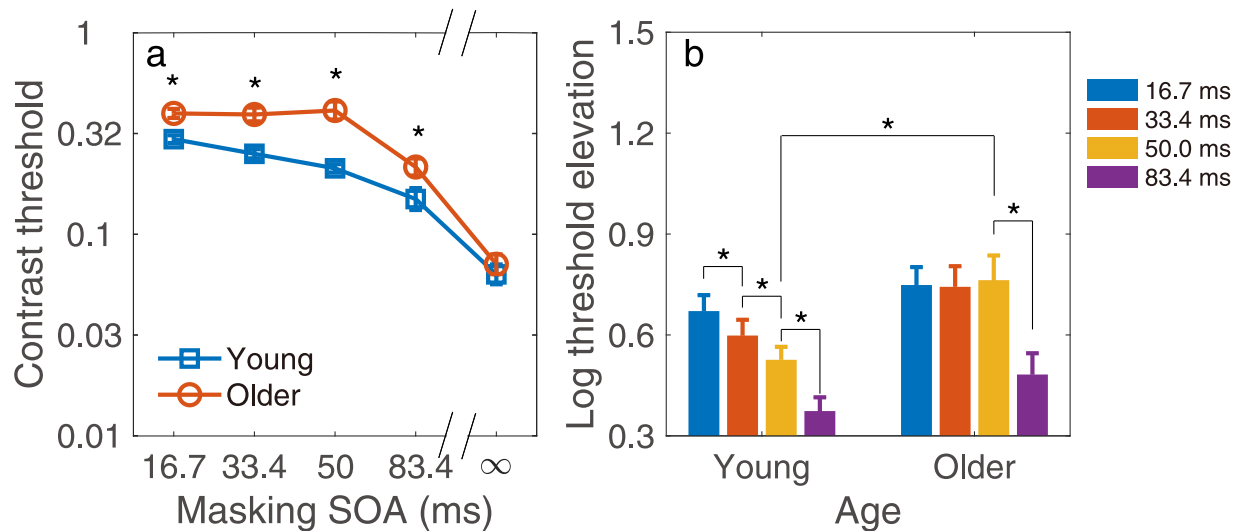 a
*
*
*
*
Contrast threshold
1
0.32
0.1
0.03
0.01
Young
Older
16.7 33.4 50 83.4 ∞
Masking SOA (ms)
b
Log threshold elevation
1.5
1.2
0.9
0.6
0.3
*
*
*
*
*
Young Older
Age
16.7 ms
33.4 ms
50.0 ms
83.4 ms